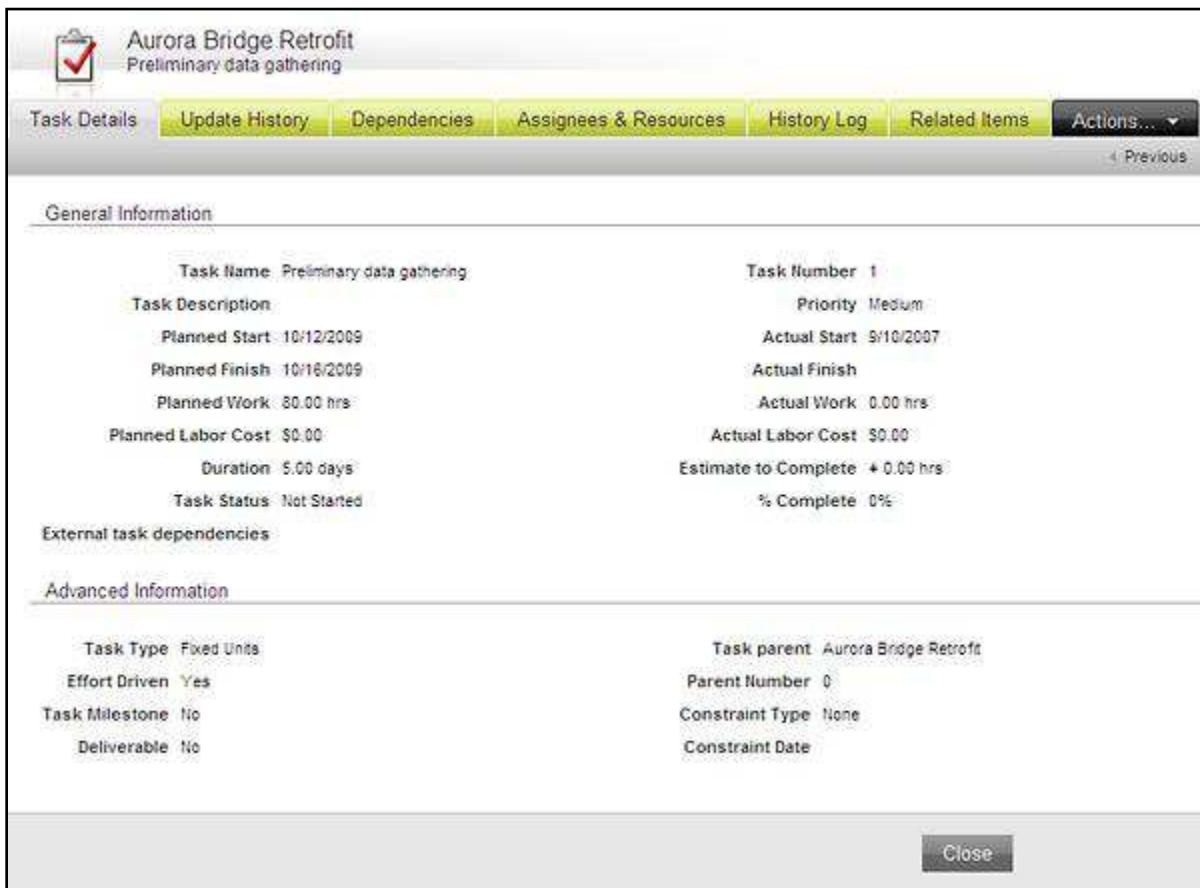 Aurora Bridge Retrofit
Preliminary data gathering
Task Details Update History Dependencies Assignees & Resources History Log Related Items Actions...
Previous
General Information
Task Name Preliminary data gathering Task Number 1
Task Description Priority Medium
Planned Start 10/12/2009 Actual Start 9/10/2007
Planned Finish 10/16/2009 Actual Finish
Planned Work 80.00 hrs Actual Work 0.00 hrs
Planned Labor Cost $0.00 Actual Labor Cost $0.00
Duration 5.00 days Estimate to Complete + 0.00 hrs
Task Status Not Started % Complete 0%
External task dependencies
Advanced Information
Task Type Fixed Units Task parent Aurora Bridge Retrofit
Effort Driven Yes Parent Number 0
Task Milestone No Constraint Type None
Deliverable No Constraint Date
Close